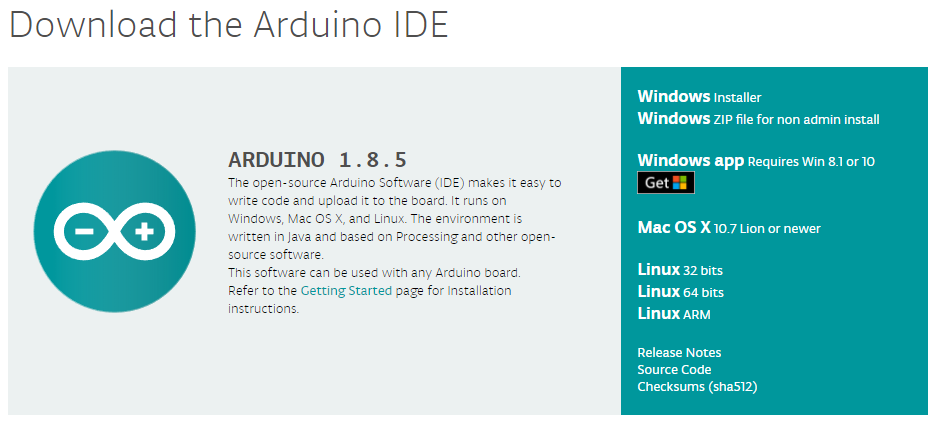 Download the Arduino IDE
ARDUINO 1.8.5
The open-source Arduino Software (IDE) makes it easy to
write code and upload it to the board. It runs on
Windows, Mac OS X, and Linux. The environment is
written in Java and based on Processing and other open-
source software.
This software can be used with any Arduino board.
Refer to the Getting Started page for Installation
instructions.
Windows Installer
Windows ZIP file for non admin install
Windows app Requires Win 8.1 or 10
Get
Mac OS X 10.7 Lion or newer
Linux 32 bits
Linux 64 bits
Linux ARM
Release Notes
Source Code
Checksums (sha512)